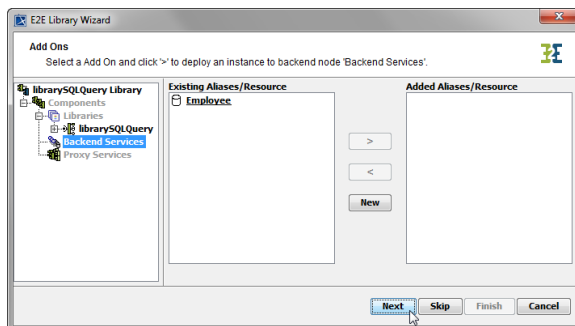 E2E Library Wizard
Add Ons
Select a Add On and click '>' to deploy an instance to backend node 'Backend Services'.
librarySQLQuery Library
Components
Libraries
librarySQLQuery
Backend Services
Proxy Services
Existing Aliases/Resource
Employee
>
<
New
Added Aliases/Resource
Next
Skip
Finish
Cancel